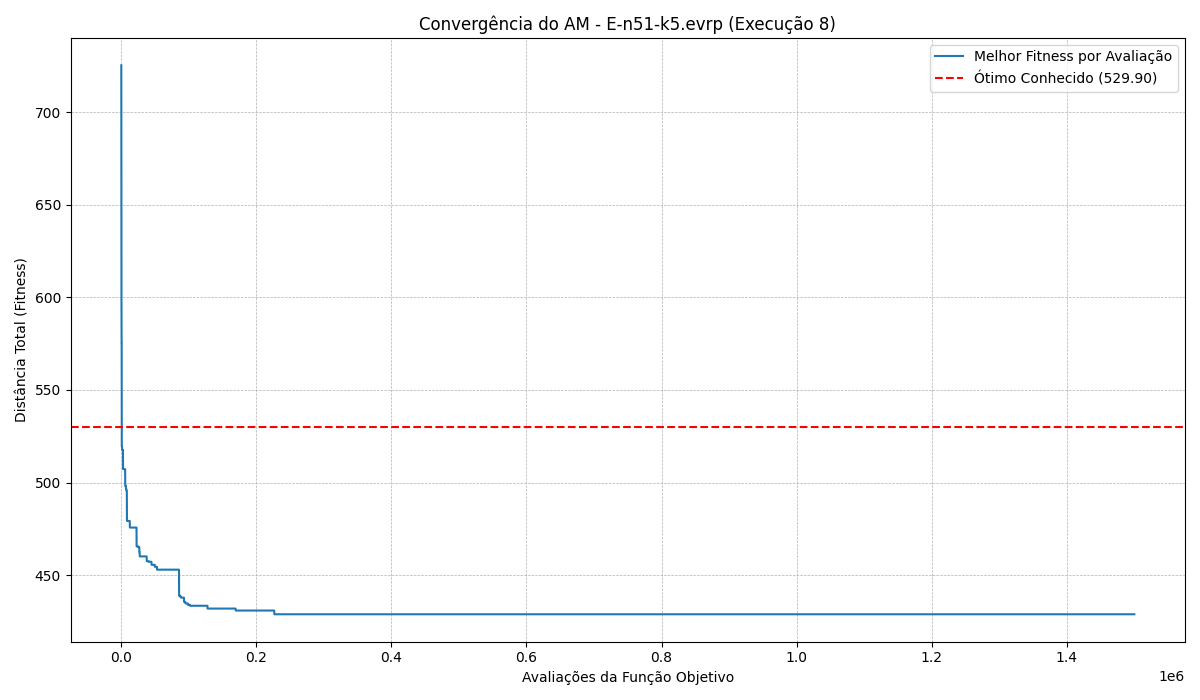 Convergência do AM - E-n51-k5.evrp (Execução 8)
Melhor Fitness por Avaliação
Ótimo Conhecido (529.90)
Distância Total (Fitness)
700
650
600
550
500
450
0.0 0.2 0.4 0.6 0.8 1.0 1.2 1.4
1e6
Avaliações da Função Objetivo